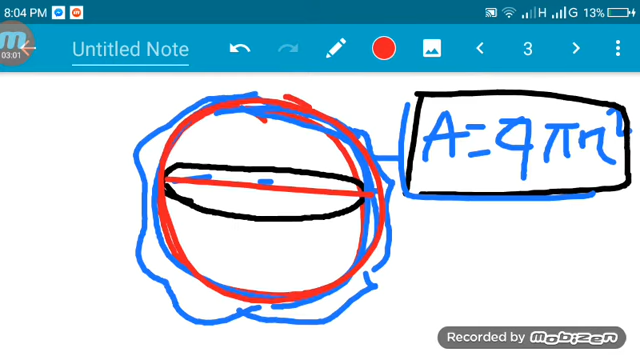 8:04 PM H G 13%
03:01 Untitled Note 3
A=4πr²
Recorded by mobizen